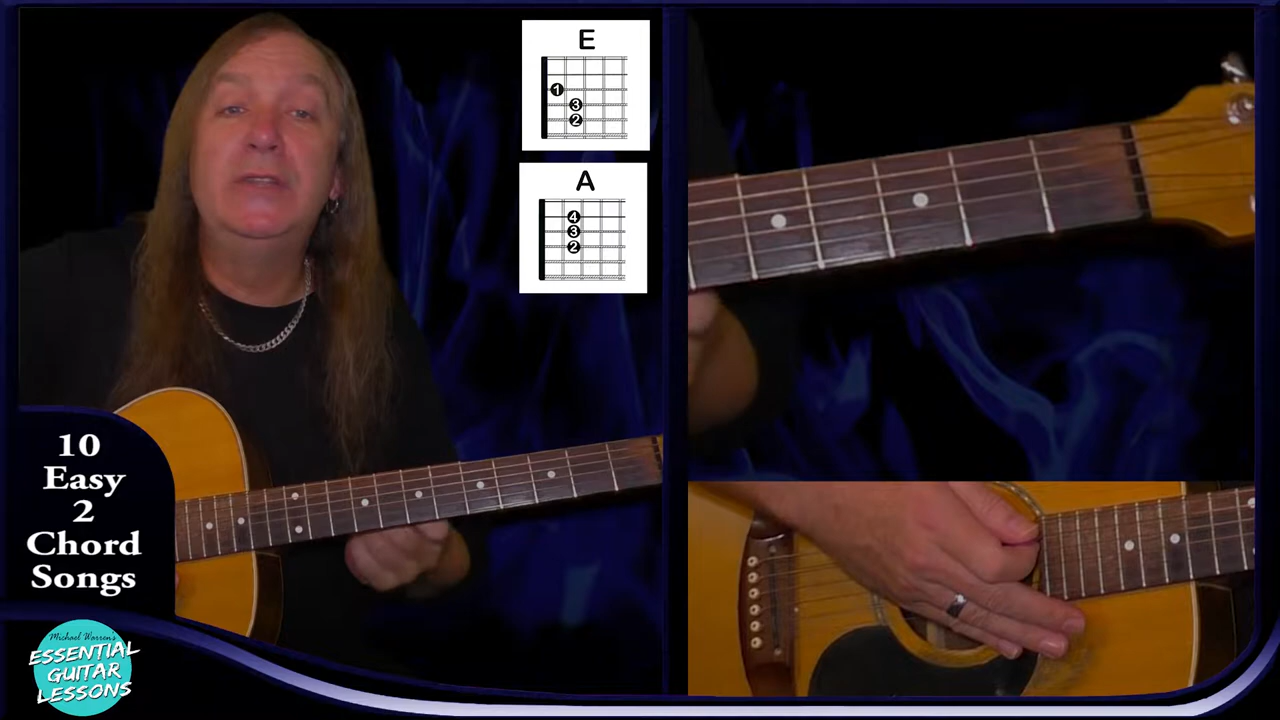 E
1
3
2
A
4
3
2
10
Easy
2
Chord
Songs
Michael Warren's
ESSENTIAL
GUITAR
LESSONS